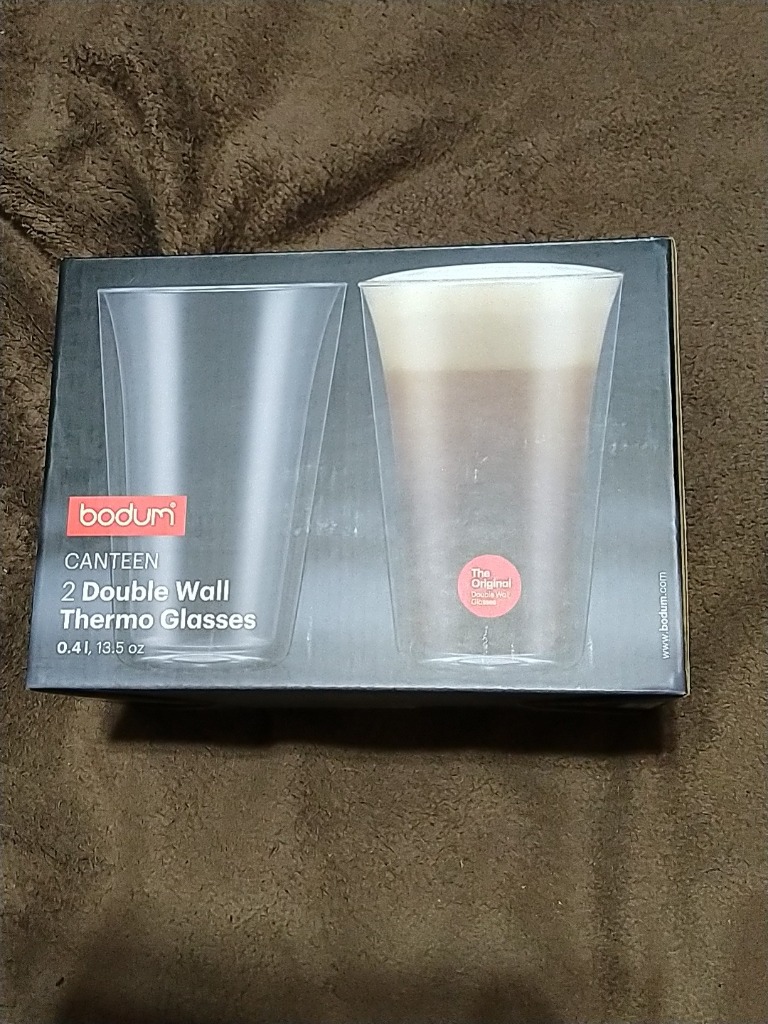 bodum®
CANTEEN
2 Double Wall
Thermo Glasses
0.4 l, 13.5 oz
The
Original
Double Wall
Glasses
www.bodum.com